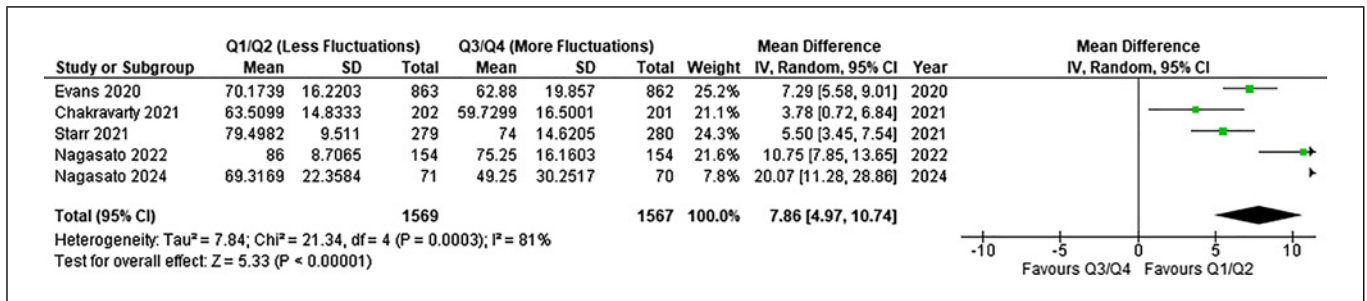 Q1/Q2 (Less Fluctuations) Q3/Q4 (More Fluctuations) Mean Difference Mean Difference
Study or Subgroup Mean SD Total Mean SD Total Weight IV, Random, 95% CI Year IV, Random, 95% CI
Evans 2020 70.1739 16.2203 863 62.88 19.857 862 25.2% 7.29 [5.58, 9.01] 2020
Chakravarty 2021 63.5099 14.8333 202 59.7299 16.5001 201 21.1% 3.78 [0.72, 6.84] 2021
Starr 2021 79.4982 9.511 279 74 14.6205 280 24.3% 5.50 [3.45, 7.54] 2021
Nagasato 2022 86 8.7065 154 75.25 16.1603 154 21.6% 10.75 [7.85, 13.65] 2022
Nagasato 2024 69.3169 22.3584 71 49.25 30.2517 70 7.8% 20.07 [11.28, 28.86] 2024
Total (95% CI) 1569 1567 100.0% 7.86 [4.97, 10.74]
Heterogeneity: Tau² = 7.84; Chi² = 21.34, df = 4 (P = 0.0003); I² = 81%
Test for overall effect: Z = 5.33 (P < 0.00001)
-10 -5 0 5 10
Favours Q3/Q4 Favours Q1/Q2